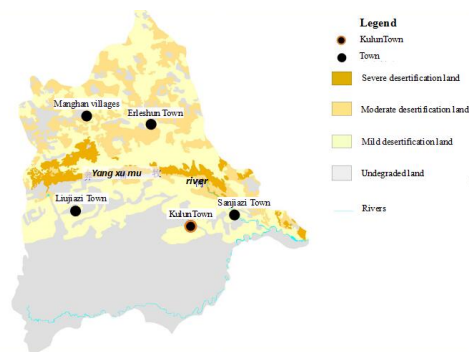 Legend
KulunTown
Town
Severe desertification land
Moderate desertification land
Mild desertification land
Undegraded land
Rivers
Manghan villages
Erleshun Town
Yang xu mu
river
Liujiazi Town
KulunTown
Sanjiazi Town